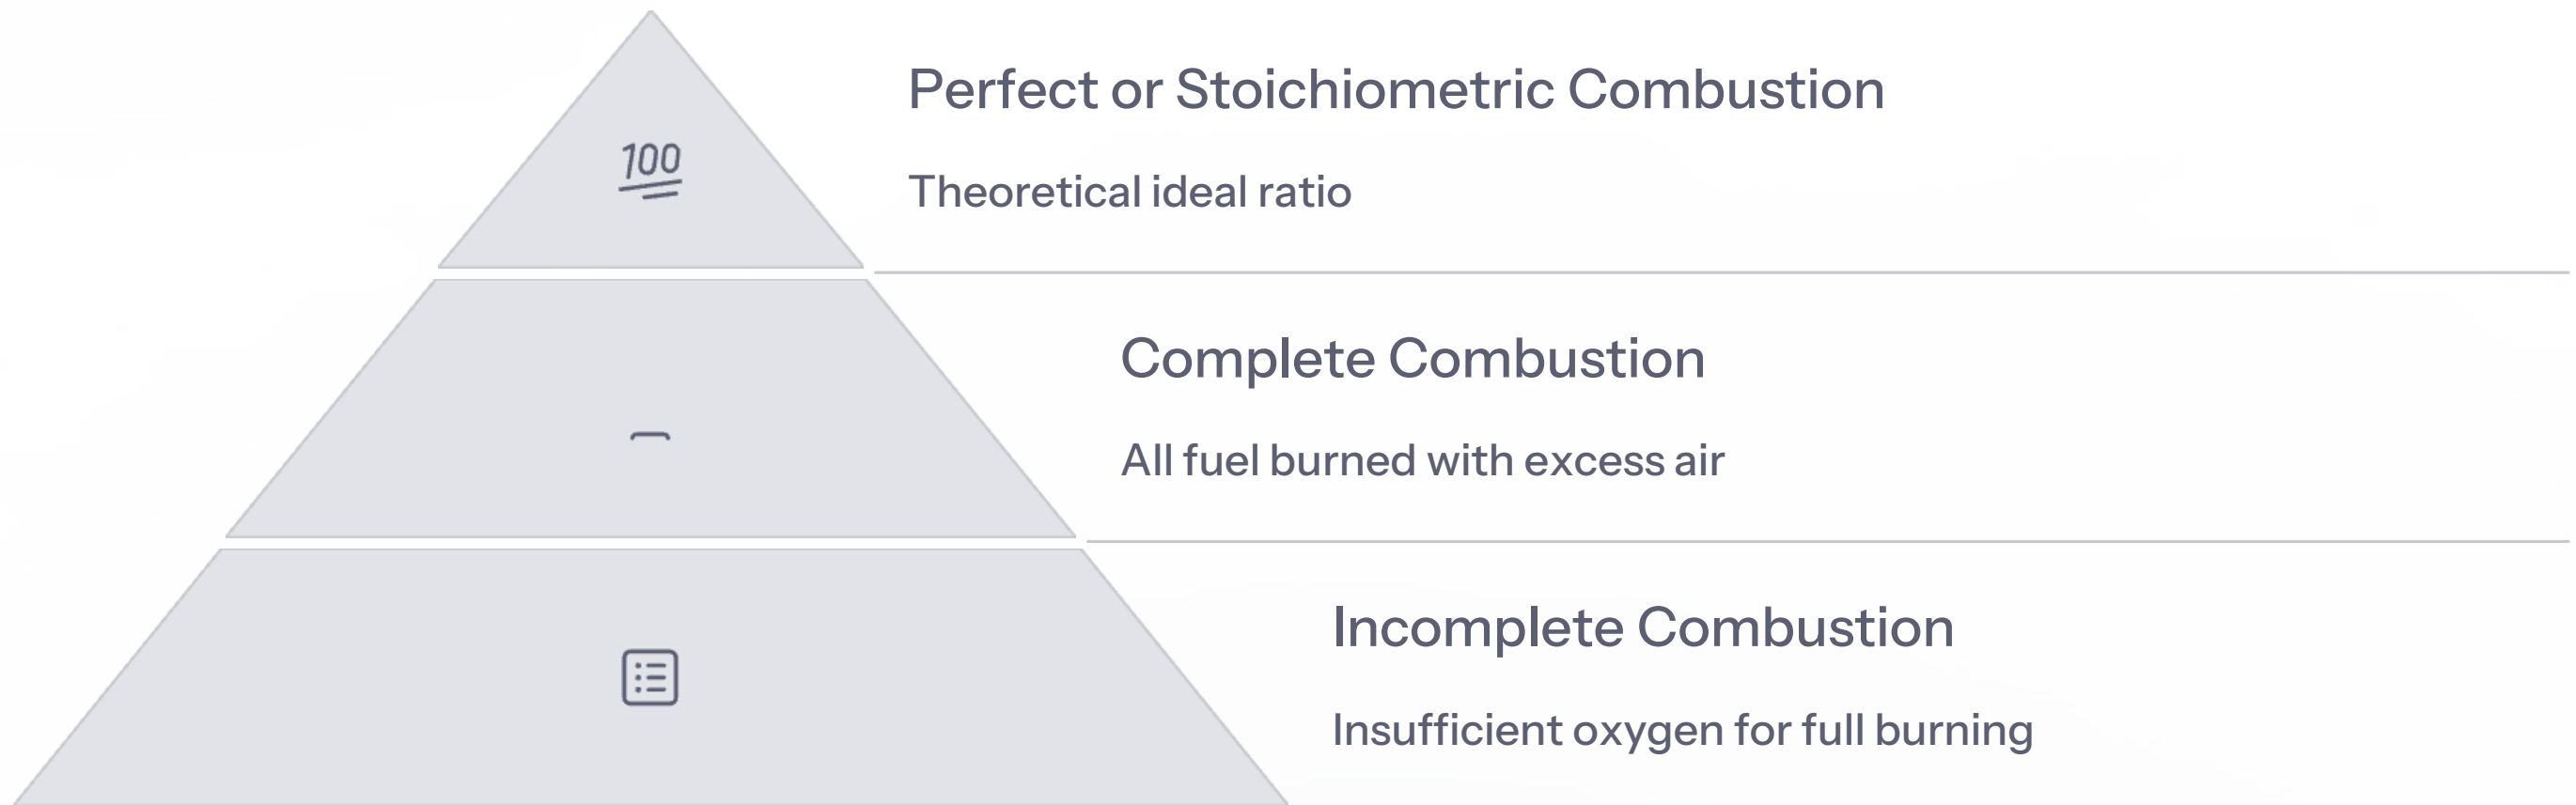 100
Perfect or Stoichiometric Combustion
Theoretical ideal ratio
Complete Combustion
All fuel burned with excess air
Incomplete Combustion
Insufficient oxygen for full burning